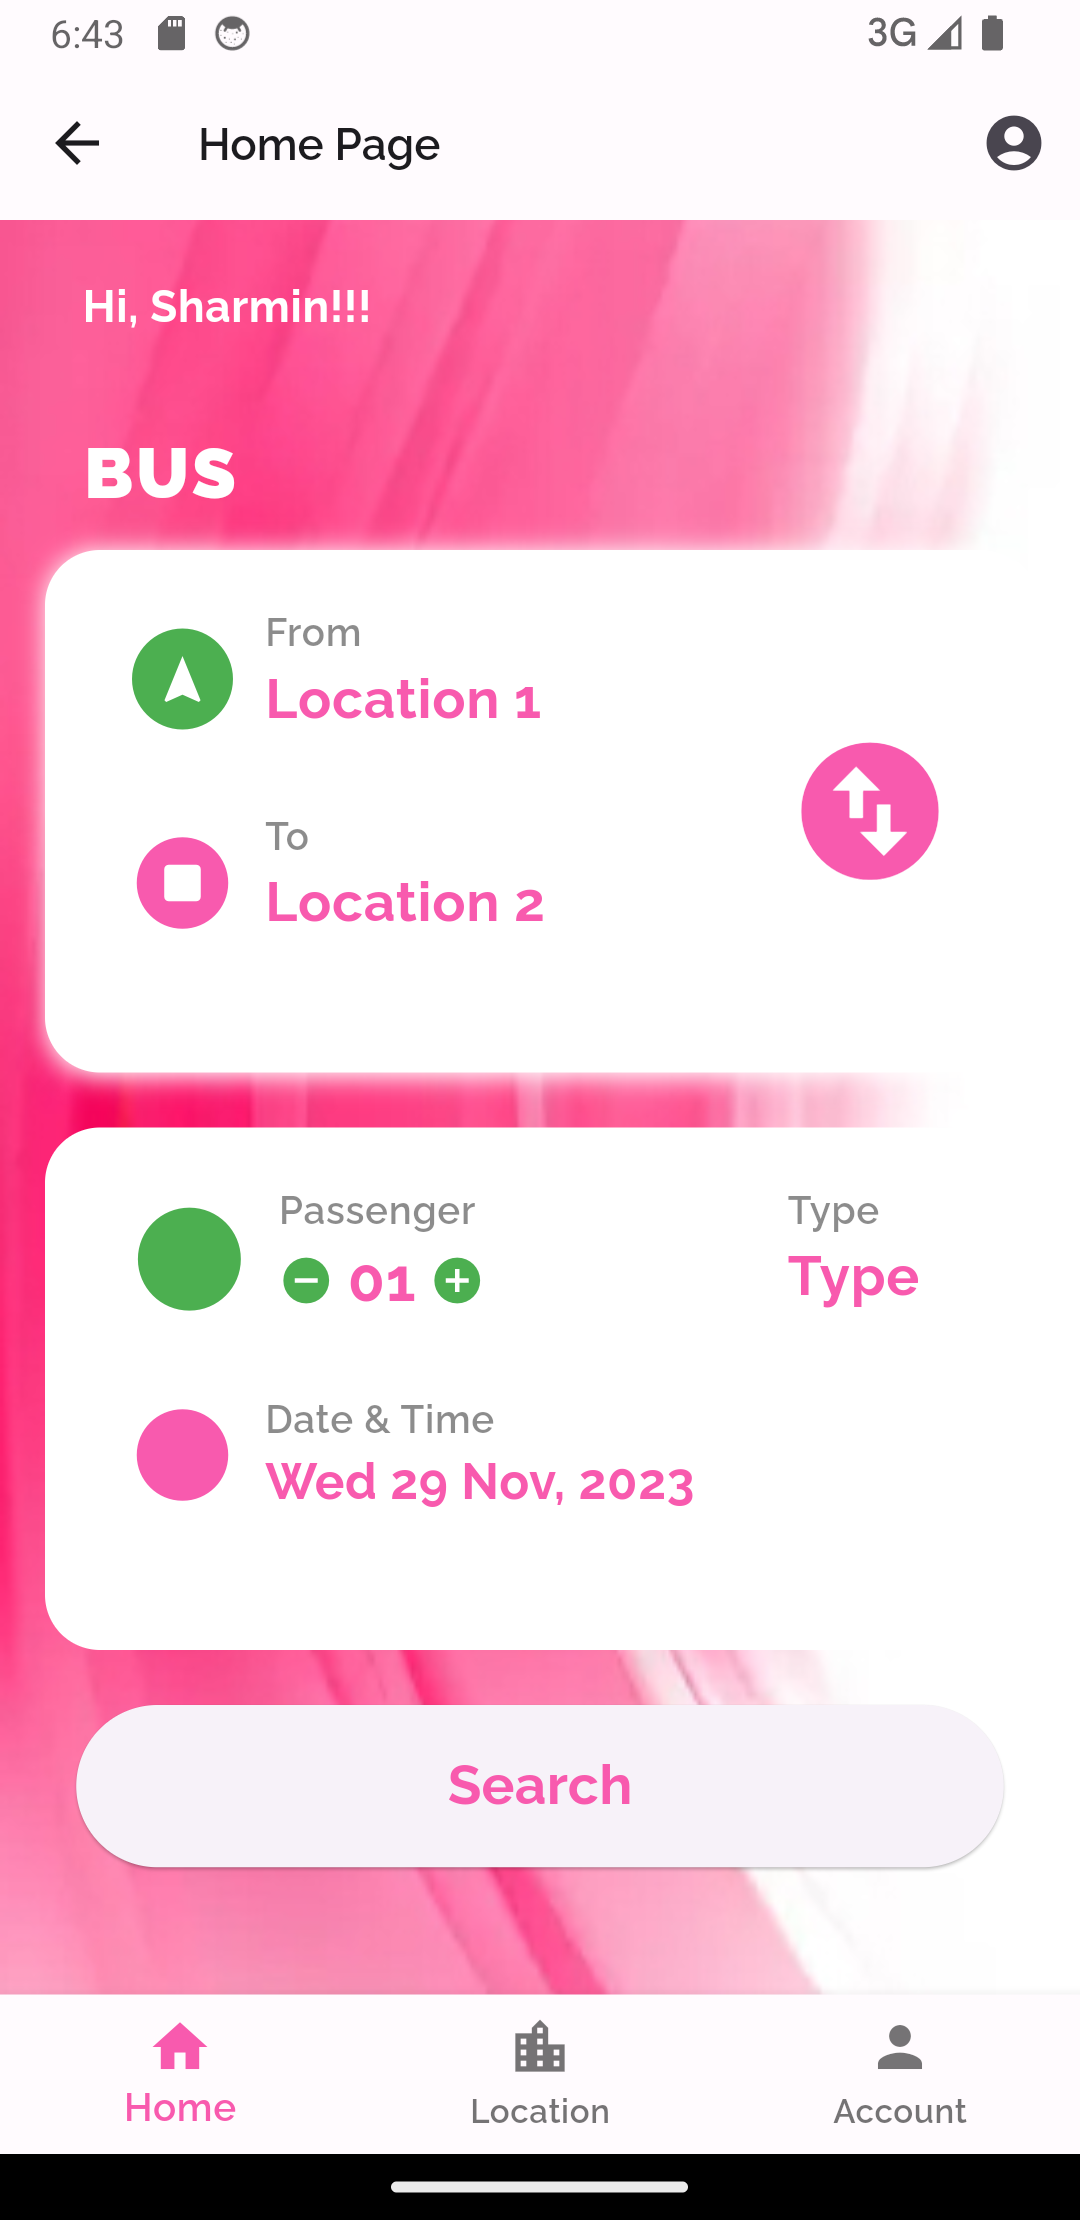 6:43
3G
Home Page
Hi, Sharmin!!!
BUS
From
Location 1
To
Location 2
Passenger
01
Type
Type
Date & Time
Wed 29 Nov, 2023
Search
Home
Location
Account